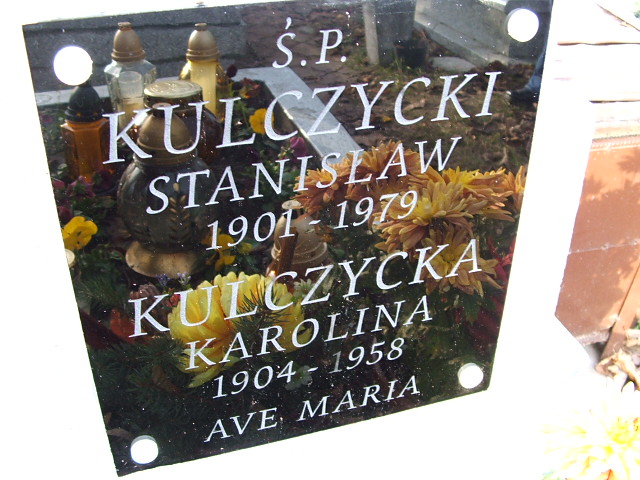 Ś.P.
KULCZYCKI
STANISŁAW
1901 - 1979
KULCZYCKA
KAROLINA
1904 - 1958
AVE MARIA